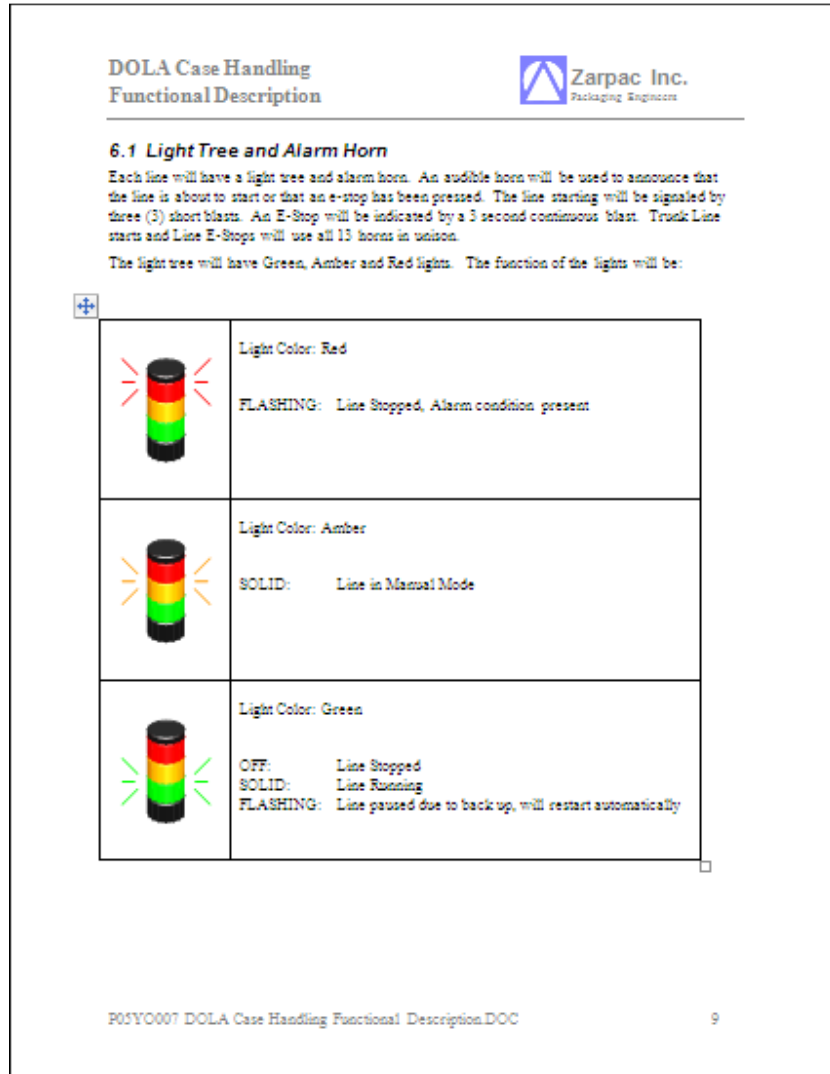 DOLA Case Handling
Functional Description
Zarpac Inc.
Packaging Engineers
6.1 Light Tree and Alarm Horn
Each line will have a light tree and alarm horn. An audible horn will be used to announce that
the line is about to start or that an e-stop has been pressed. The line starting will be signaled by
three (3) short blasts. An E-Stop will be indicated by a 3 second continuous blast. Trunk Line
starts and Line E-Stops will use all 13 horns in unison.
The light tree will have Green, Amber and Red lights. The function of the lights will be:
Light Color: Red
FLASHING: Line Stopped, Alarm condition present
Light Color: Amber
SOLID: Line in Manual Mode
Light Color: Green
OFF: Line Stopped
SOLID: Line Running
FLASHING: Line paused due to back up, will restart automatically
P05YO007 DOLA Case Handling Functional Description.DOC 9